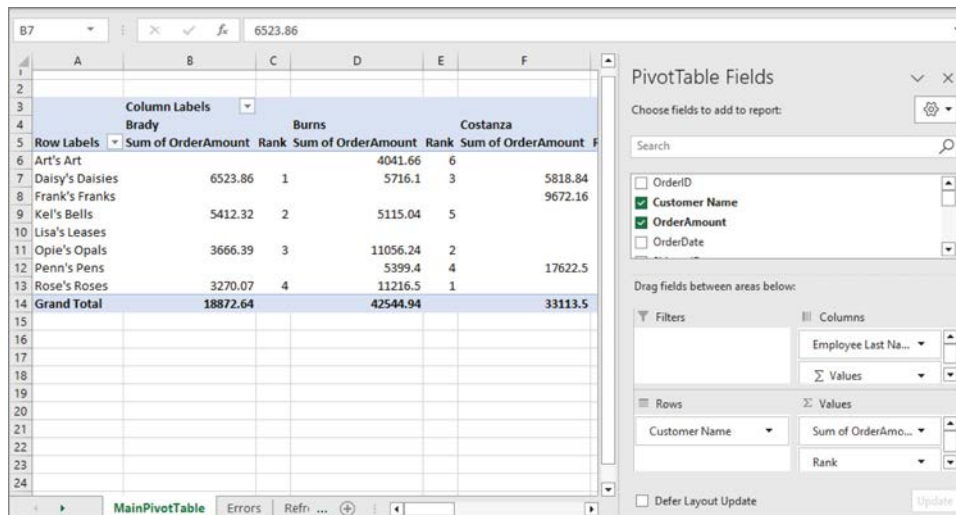 B7 fx 6523.86
A B C D E F
1
2
3 Column Labels
4 Brady Burns Costanza
5 Row Labels Sum of OrderAmount Rank Sum of OrderAmount Rank Sum of OrderAmount
6 Art's Art 4041.66 6
7 Daisy's Daisies 6523.86 1 5716.1 3 5818.84
8 Frank's Franks 9672.16
9 Kel's Bells 5412.32 2 5115.04 5
10 Lisa's Leases
11 Opie's Opals 3666.39 3 11056.24 2
12 Penn's Pens 5399.4 4 17622.5
13 Rose's Roses 3270.07 4 11216.5 1
14 Grand Total 18872.64 42544.94 33113.5
15
16
17
18
19
20
21
22
23
24
MainPivotTable Errors Refr ...
PivotTable Fields
Choose fields to add to report:
Search
OrderID
Customer Name
OrderAmount
OrderDate
Drag fields between areas below:
Filters
Columns
Employee Last Na...
Σ Values
Rows
Customer Name
Σ Values
Sum of OrderAmo...
Rank
Defer Layout Update
Update